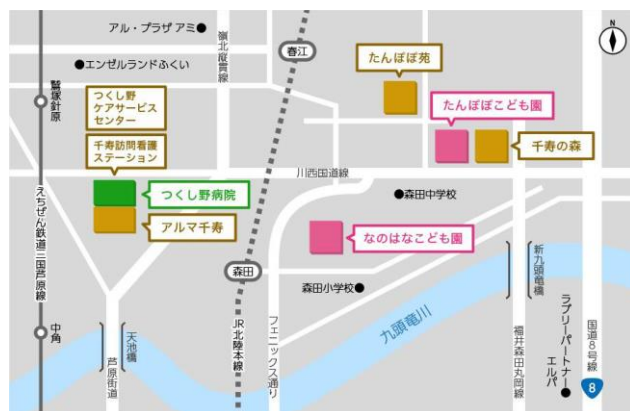 アル・プラザ アミ
エンゼルランドふくい
嶺北縦貫線
春江
たんぽぽ苑
N
鷲塚針原
つくし野
ケアサービス
センター
たんぽぽこども園
千寿訪問看護
ステーション
千寿の森
川西国道線
つくし野病院
森田中学校
アルマ千寿
なのはなこども園
えちぜん鉄道三国芦原線
森田
森田小学校
新九頭竜橋
九頭竜川
中角
天池橋
芦原街道
JR北陸本線
フェニックス通り
福井森田丸岡線
ラブリーパートナー
エルパ
国道8号線
8